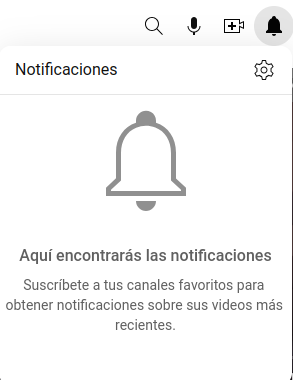 Notificaciones
Aquí encontrarás las notificaciones
Suscríbete a tus canales favoritos para
obtener notificaciones sobre sus videos más
recientes.